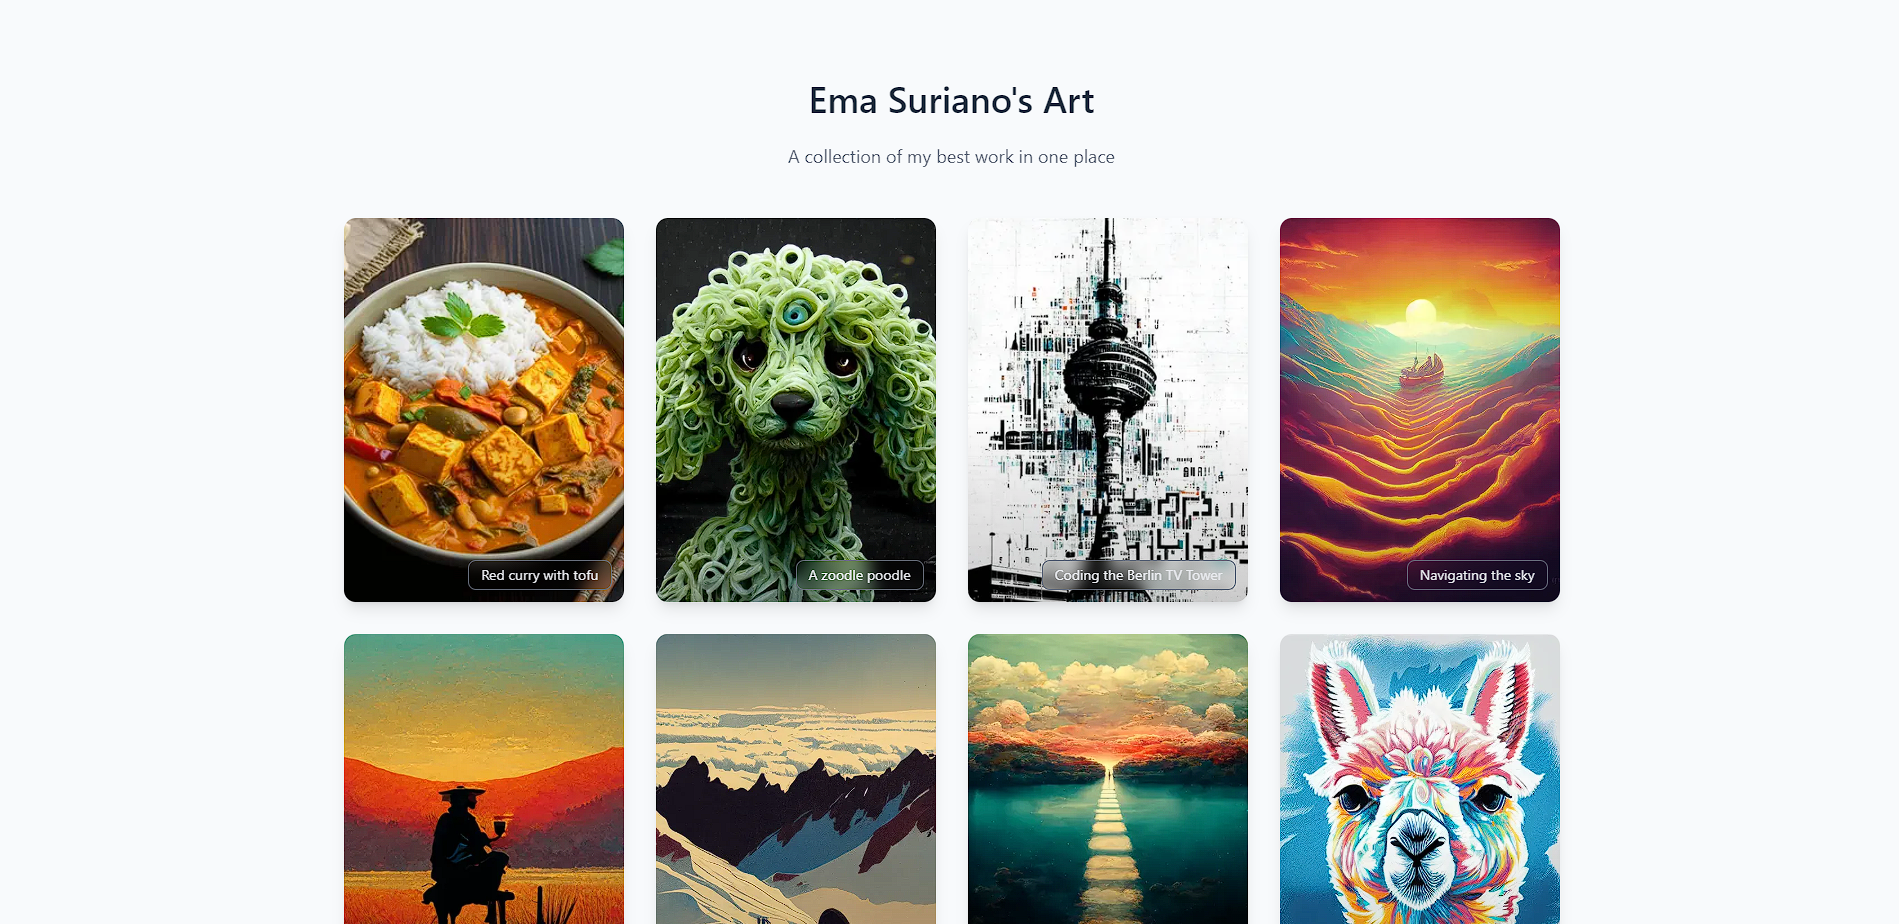 Ema Suriano's Art
A collection of my best work in one place
Red curry with tofu
A zoodle poodle
Coding the Berlin TV Tower
Navigating the sky